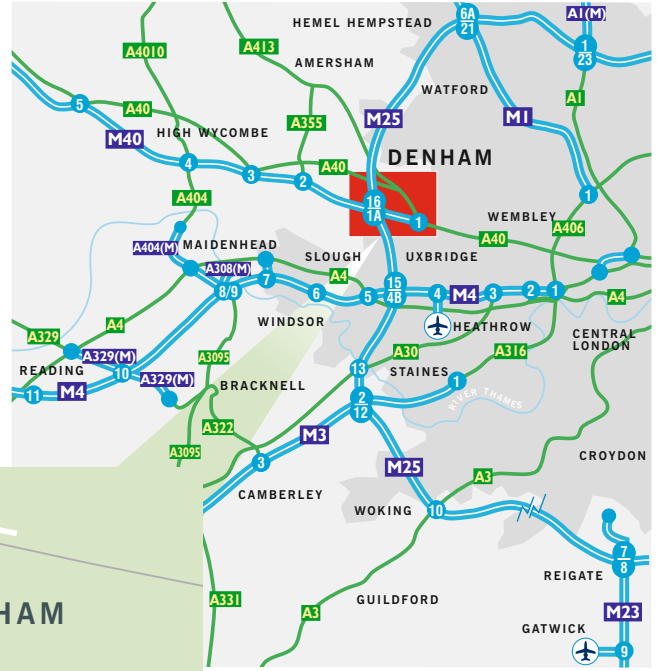 HEMEL HEMPSTEAD
6A
21
A1(M)
A4010
A413
AMERSHAM
1
23
WATFORD
A1
5
A40
M40
HIGH WYCOMBE
A355
M25
M1
DENHAM
4
3
2
A40
16
1A
1
1
A404
WEMBLEY
A406
A40
A404(M)
MAIDENHEAD
A308(M)
SLOUGH
UXBRIDGE
8/9
7
A4
6
5
15
4B
4
M4
3
2
1
A4
WINDSOR
HEATHROW
CENTRAL
LONDON
A329
A4
READING
A329(M)
10
A329(M)
A3095
A30
A316
13
STAINES
1
11
M4
BRACKNELL
2
12
RIVER THAMES
A322
A3095
M3
3
CAMBERLEY
M25
CROYDON
A3
WOKING
10
7
8
REIGATE
HAM
A331
GUILDFORD
A3
M23
GATWICK
9